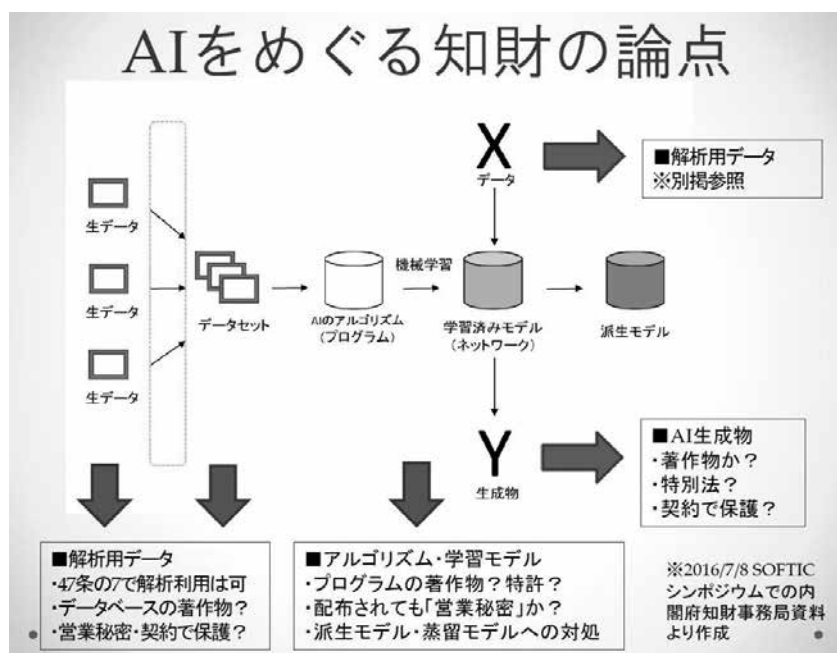 AIをめぐる知財の論点
X
データ
■解析用データ
※別掲参照
生データ
生データ
生データ
データセット
AIのアルゴリズム
(プログラム)
機械学習
学習済みモデル
(ネットワーク)
派生モデル
Y
生成物
■AI生成物
・著作物か？
・特別法？
・契約で保護？
■解析用データ
・47条の7で解析利用は可
・データベースの著作物？
・営業秘密・契約で保護？
■アルゴリズム・学習モデル
・プログラムの著作物？特許？
・配布されても「営業秘密」か？
・派生モデル・蒸留モデルへの対処
※2016/7/8 SOFTIC
シンポジウムでの内
閣府知財事務局資料
より作成